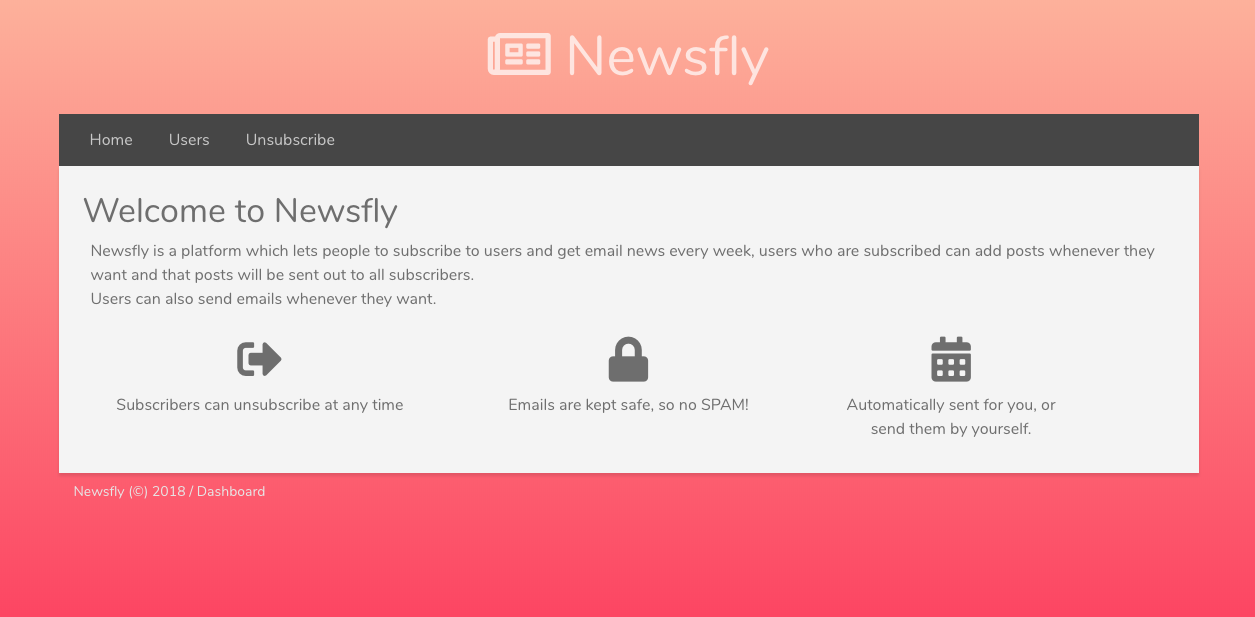 Newsfly
Home Users Unsubscribe
Welcome to Newsfly
Newsfly is a platform which lets people to subscribe to users and get email news every week, users who are subscribed can add posts whenever they
want and that posts will be sent out to all subscribers.
Users can also send emails whenever they want.
Subscribers can unsubscribe at any time
Emails are kept safe, so no SPAM!
Automatically sent for you, or
send them by yourself.
Newsfly (©) 2018 / Dashboard